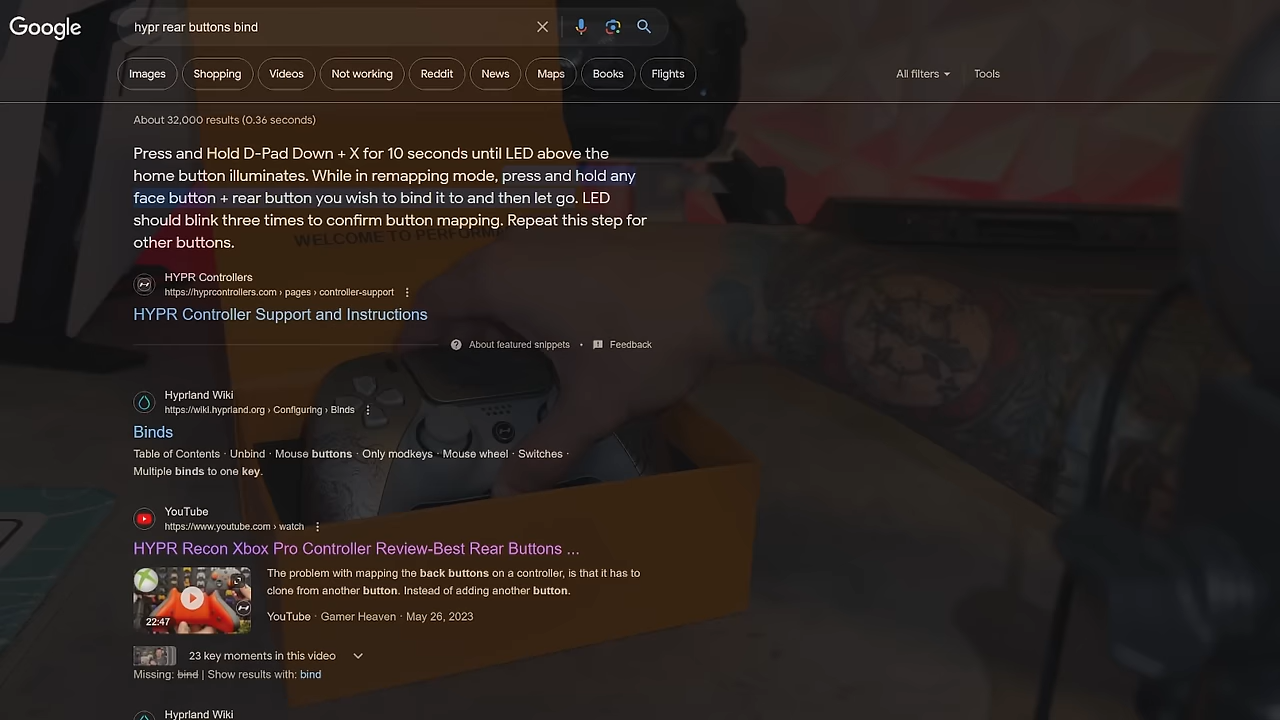 Google
hypr rear buttons bind
Images Shopping Videos Not working Reddit News Maps Books Flights All filters Tools
About 32,000 results (0.36 seconds)
Press and Hold D-Pad Down + X for 10 seconds until LED above the
home button illuminates. While in remapping mode, press and hold any
face button + rear button you wish to bind it to and then let go. LED
should blink three times to confirm button mapping. Repeat this step for
other buttons.
WELCOME TO PERFORM
HYPR Controllers
https://hyprcontrollers.com › pages › controller-support
HYPR Controller Support and Instructions
About featured snippets • Feedback
Hyprland Wiki
https://wiki.hyprland.org › Configuring › Binds
Binds
Table of Contents · Unbind · Mouse buttons · Only modkeys · Mouse wheel · Switches ·
Multiple binds to one key.
YouTube
https://www.youtube.com › watch
HYPR Recon Xbox Pro Controller Review-Best Rear Buttons ...
The problem with mapping the back buttons on a controller, is that it has to
clone from another button. Instead of adding another button.
22:47
YouTube · Gamer Heaven · May 26, 2023
23 key moments in this video
Missing: bind | Show results with: bind
Hyprland Wiki